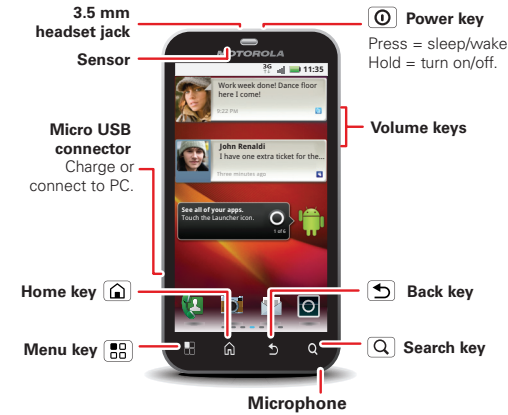 3.5 mm
headset jack
Sensor
Power key
Press = sleep/wake
Hold = turn on/off.
MOTOROLA
3G
11:35
Work week done! Dance floor
here I come!
9:22 PM
Volume keys
Micro USB
connector
Charge or
connect to PC.
John Renaldi
I have one extra ticket for the...
Three minutes ago
See all of your apps.
Touch the Launcher icon.
1 of 6
Home key
Back key
Menu key
Search key
Microphone